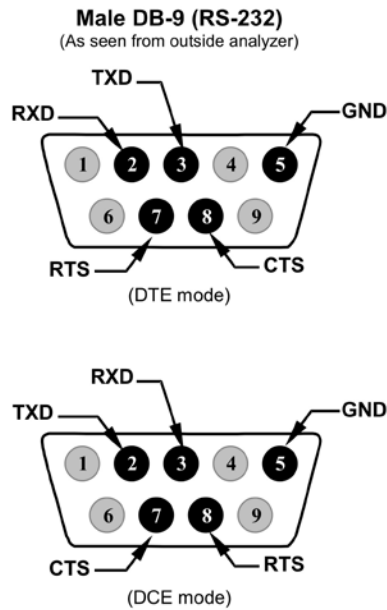 Male DB-9 (RS-232)
(As seen from outside analyzer)
TXD
RXD
GND
1 2 3 4 5
6 7 8 9
RTS
CTS
(DTE mode)
RXD
TXD
GND
1 2 3 4 5
6 7 8 9
CTS
RTS
(DCE mode)